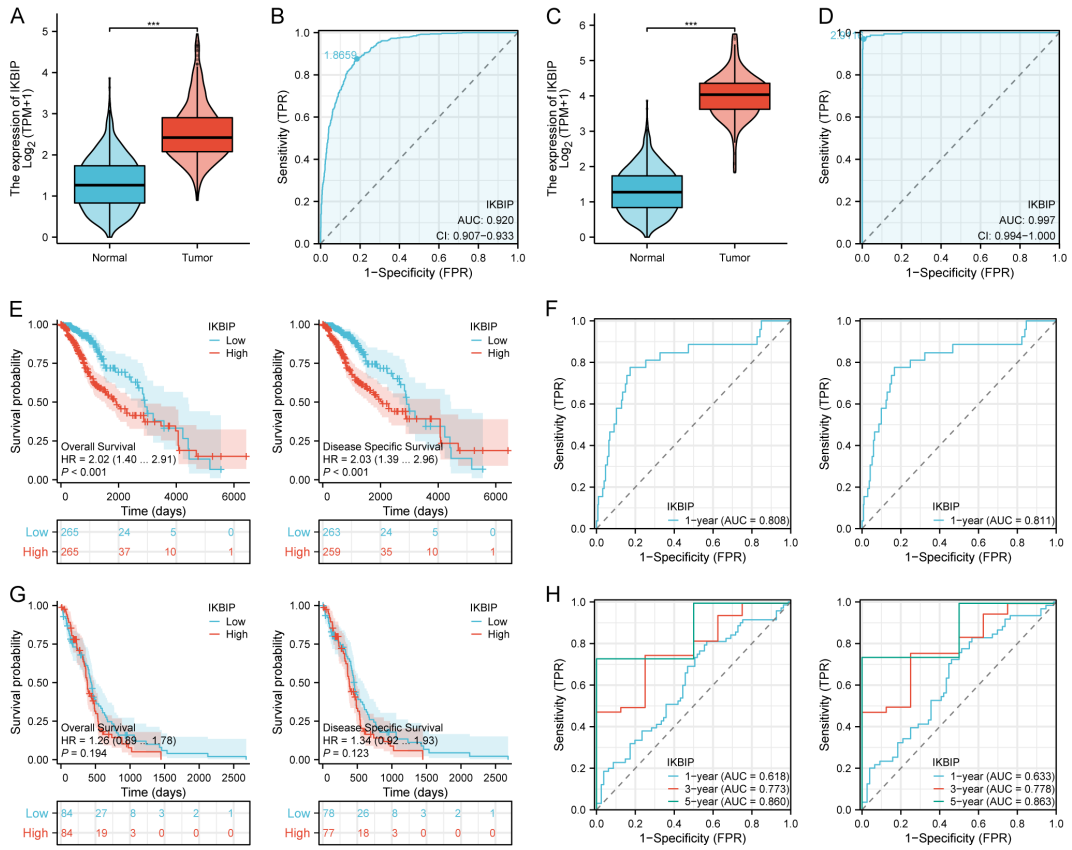 A
***
The expression of IKBIP
Log2 (TPM+1)
5
4
3
2
1
0
Normal
Tumor
B
1.8659
Sensitivity (TPR)
1.0
0.8
0.6
0.4
0.2
0.0
IKBIP
AUC: 0.920
CI: 0.907−0.933
0.0 0.2 0.4 0.6 0.8 1.0
1−Specificity (FPR)
C
***
The expression of IKBIP
Log2 (TPM+1)
6
5
4
3
2
1
0
Normal
Tumor
D
Sensitivity (TPR)
1.0
0.8
0.6
0.4
0.2
0.0
IKBIP
AUC: 0.997
CI: 0.994−1.000
0.0 0.2 0.4 0.6 0.8 1.0
1−Specificity (FPR)
E
Survival probability
1.00
0.75
0.50
0.25
0.00
IKBIP
Low
High
Overall Survival
HR = 2.02 (1.40 ... 2.91)
P < 0.001
0 2000 4000 6000
Time (days)
Low 265 24 5 0
High 265 37 10 1
Survival probability
1.00
0.75
0.50
0.25
0.00
IKBIP
Low
High
Disease Specific Survival
HR = 2.03 (1.39 ... 2.96)
P < 0.001
0 2000 4000 6000
Time (days)
Low 263 24 5 0
High 259 35 10 1
F
Sensitivity (TPR)
1.0
0.8
0.6
0.4
0.2
0.0
IKBIP
1−year (AUC = 0.808)
0.0 0.2 0.4 0.6 0.8 1.0
1−Specificity (FPR)
Sensitivity (TPR)
1.0
0.8
0.6
0.4
0.2
0.0
IKBIP
1−year (AUC = 0.811)
0.0 0.2 0.4 0.6 0.8 1.0
1−Specificity (FPR)
G
Survival probability
1.00
0.75
0.50
0.25
0.00
IKBIP
Low
High
Overall Survival
HR = 1.26 (0.89 ... 1.78)
P = 0.194
0 500 1000 1500 2000 2500
Time (days)
Low 84 27 8 3 2 1
High 84 19 3 0 0 0
Survival probability
1.00
0.75
0.50
0.25
0.00
IKBIP
Low
High
Disease Specific Survival
HR = 1.34 (0.92 ... 1.93)
P = 0.123
0 500 1000 1500 2000 2500
Time (days)
Low 78 26 8 3 2 1
High 77 18 3 0 0 0
H
Sensitivity (TPR)
1.0
0.8
0.6
0.4
0.2
0.0
IKBIP
1−year (AUC = 0.618)
3−year (AUC = 0.773)
5−year (AUC = 0.860)
0.0 0.2 0.4 0.6 0.8 1.0
1−Specificity (FPR)
Sensitivity (TPR)
1.0
0.8
0.6
0.4
0.2
0.0
IKBIP
1−year (AUC = 0.633)
3−year (AUC = 0.778)
5−year (AUC = 0.863)
0.0 0.2 0.4 0.6 0.8 1.0
1−Specificity (FPR)